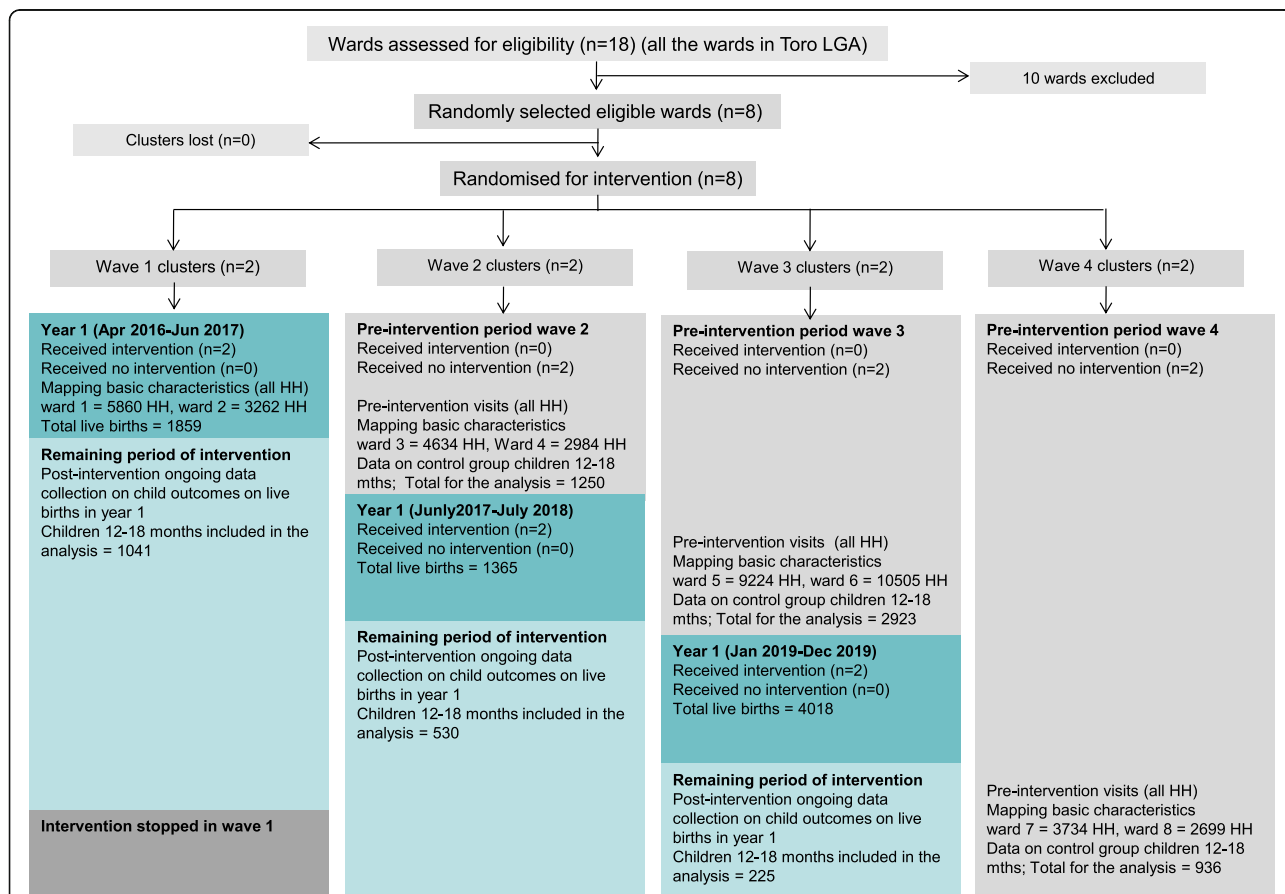 Wards assessed for eligibility (n=18) (all the wards in Toro LGA)
10 wards excluded
Randomly selected eligible wards (n=8)
Clusters lost (n=0)
Randomised for intervention (n=8)
Wave 1 clusters (n=2)
Wave 2 clusters (n=2)
Wave 3 clusters (n=2)
Wave 4 clusters (n=2)
Year 1 (Apr 2016-Jun 2017)
Received intervention (n=2)
Received no intervention (n=0)
Mapping basic characteristics (all HH)
ward 1 = 5860 HH, ward 2 = 3262 HH
Total live births = 1859
Remaining period of intervention
Post-intervention ongoing data
collection on child outcomes on live
births in year 1
Children 12-18 months included in the
analysis = 1041
Intervention stopped in wave 1
Pre-intervention period wave 2
Received intervention (n=0)
Received no intervention (n=2)
Pre-intervention visits (all HH)
Mapping basic characteristics
ward 3 = 4634 HH, Ward 4 = 2984 HH
Data on control group children 12-18
mths; Total for the analysis = 1250
Year 1 (Junly2017-July 2018)
Received intervention (n=2)
Received no intervention (n=0)
Total live births = 1365
Remaining period of intervention
Post-intervention ongoing data
collection on child outcomes on live
births in year 1
Children 12-18 months included in the
analysis = 530
Pre-intervention period wave 3
Received intervention (n=0)
Received no intervention (n=2)
Pre-intervention visits (all HH)
Mapping basic characteristics
ward 5 = 9224 HH, ward 6 = 10505 HH
Data on control group children 12-18
mths; Total for the analysis = 2923
Year 1 (Jan 2019-Dec 2019)
Received intervention (n=2)
Received no intervention (n=0)
Total live births = 4018
Remaining period of intervention
Post-intervention ongoing data
collection on child outcomes on live
births in year 1
Children 12-18 months included in the
analysis = 225
Pre-intervention period wave 4
Received intervention (n=0)
Received no intervention (n=2)
Pre-intervention visits (all HH)
Mapping basic characteristics
ward 7 = 3734 HH, ward 8 = 2699 HH
Data on control group children 12-18
mths; Total for the analysis = 936